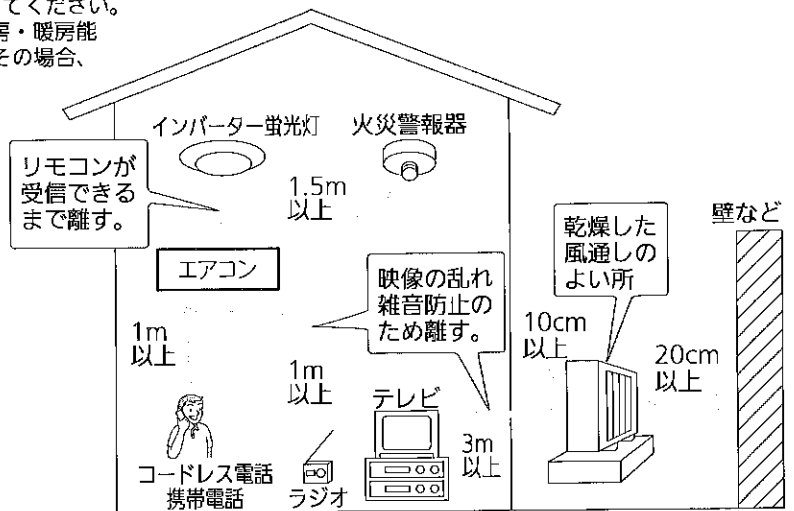 てください。
房・暖房能
その場合、
インバーター蛍光灯
火災警報器
リモコンが
受信できる
まで離す。
1.5m
以上
壁など
乾燥した
風通しの
よい所
エアコン
映像の乱れ
雑音防止の
ため離す。
1m
以上
10cm
以上
20cm
以上
1m
以上
テレビ
3m
以上
コードレス電話
携帯電話
ラジオ